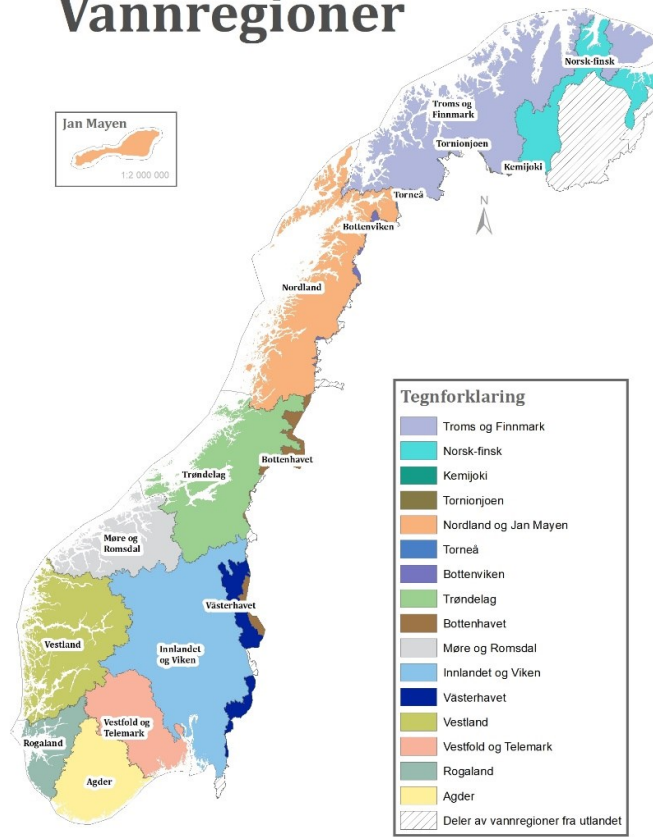 Vannregioner
Jan Mayen
1:2 000 000
Norsk-finsk
Troms og
Finnmark
Tornionjoen
Kemijoki
Torneå
N
Bottenviken
Nordland
Bottenhavet
Trøndelag
Møre og
Romsdal
Västerhavet
Vestland
Innlandet
og Viken
Vestfold og
Telemark
Rogaland
Agder
Tegnforklaring
Troms og Finnmark
Norsk-finsk
Kemijoki
Tornionjoen
Nordland og Jan Mayen
Torneå
Bottenviken
Trøndelag
Bottenhavet
Møre og Romsdal
Innlandet og Viken
Västerhavet
Vestland
Vestfold og Telemark
Rogaland
Agder
Deler av vannregioner fra utlandet